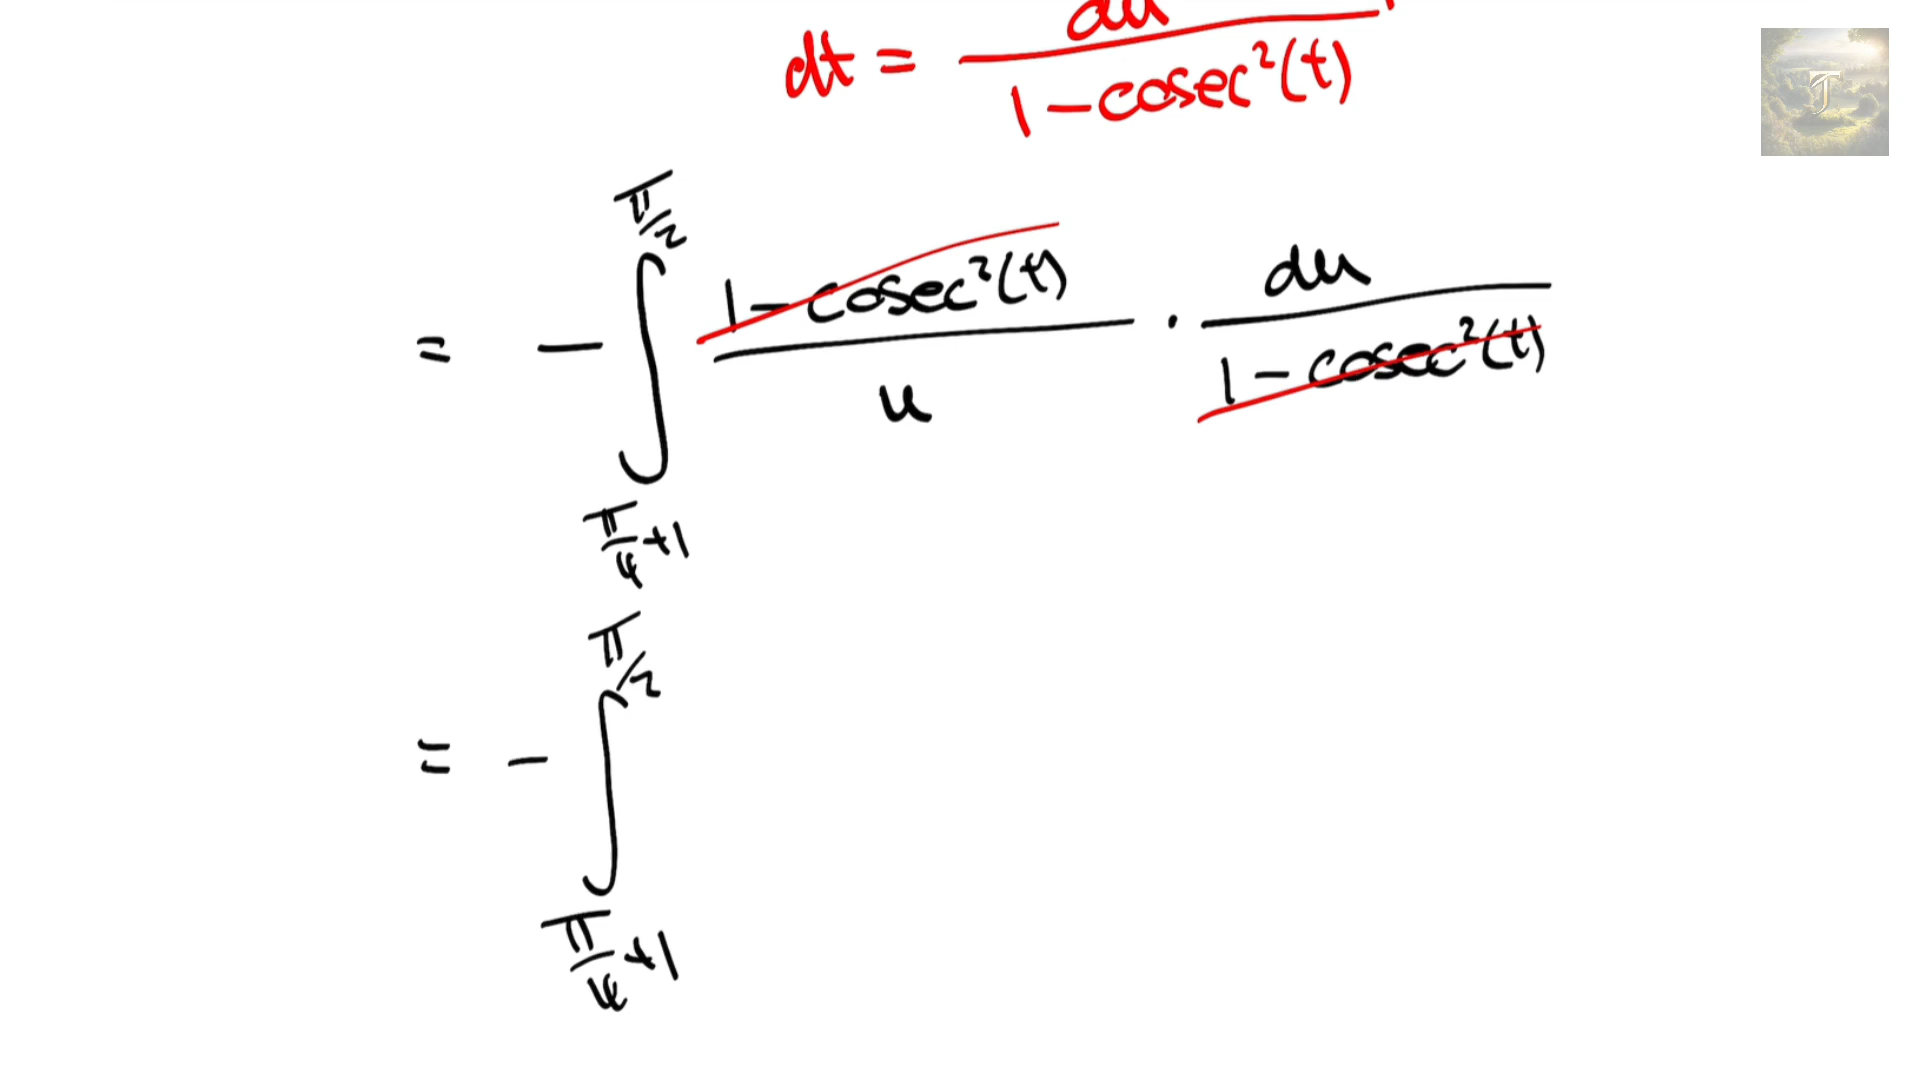 dt = du / 1 - cosec²(t)
= - ∫_{π/4 + 1}^{π/2} 1 - cosec²(t) / u · du / 1 - cosec²(t)
= - ∫_{π/4 + 1}^{π/2}